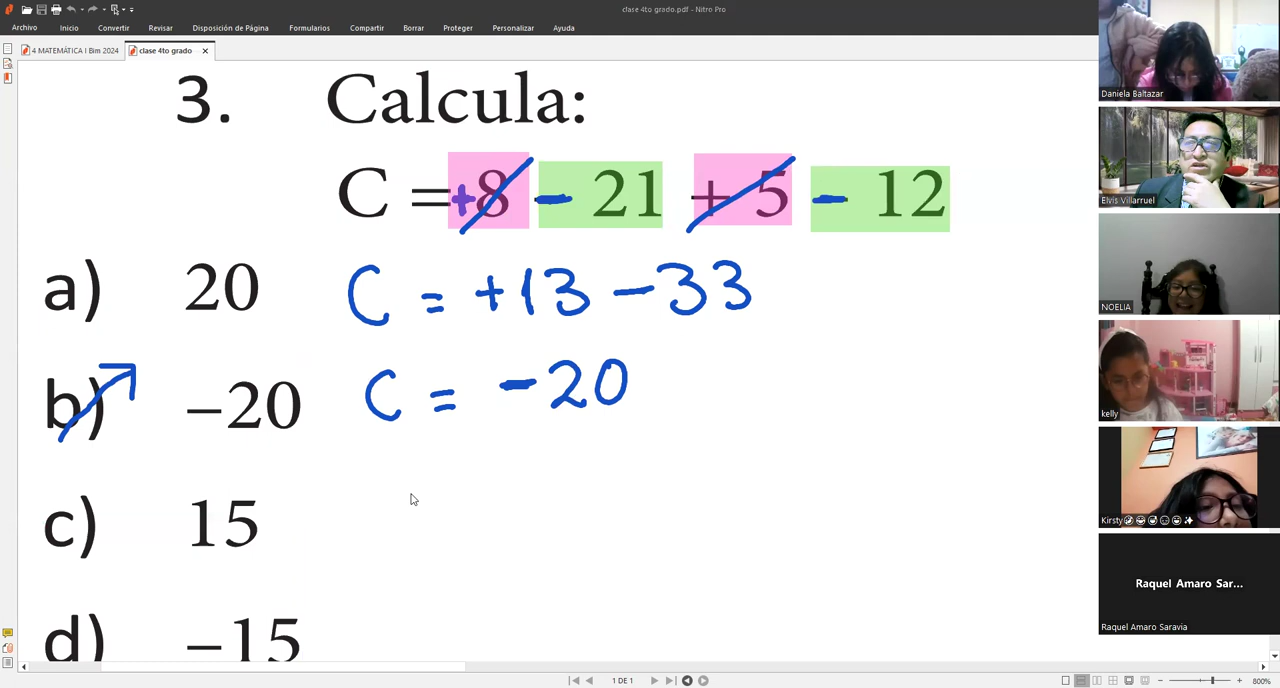 clase 4to grado.pdf - Nitro Pro
Archivo Inicio Convertir Revisar Disposición de Página Formularios Comentar Borrar Proteger Personalizar Ayuda
4 MATEMÁTICA I Bim 2024 clase 4to grado
3. Calcula:
C = +8 - 21 + 5 - 12
a) 20 C = +13 - 33
b) -20 C = -20
c) 15
d) -15
Daniela Baltazar
Elvis Villarruel
NOELIA
kelly
Kirsty
Raquel Amaro Sar...
Raquel Amaro Saravia
1 DE 1
800%